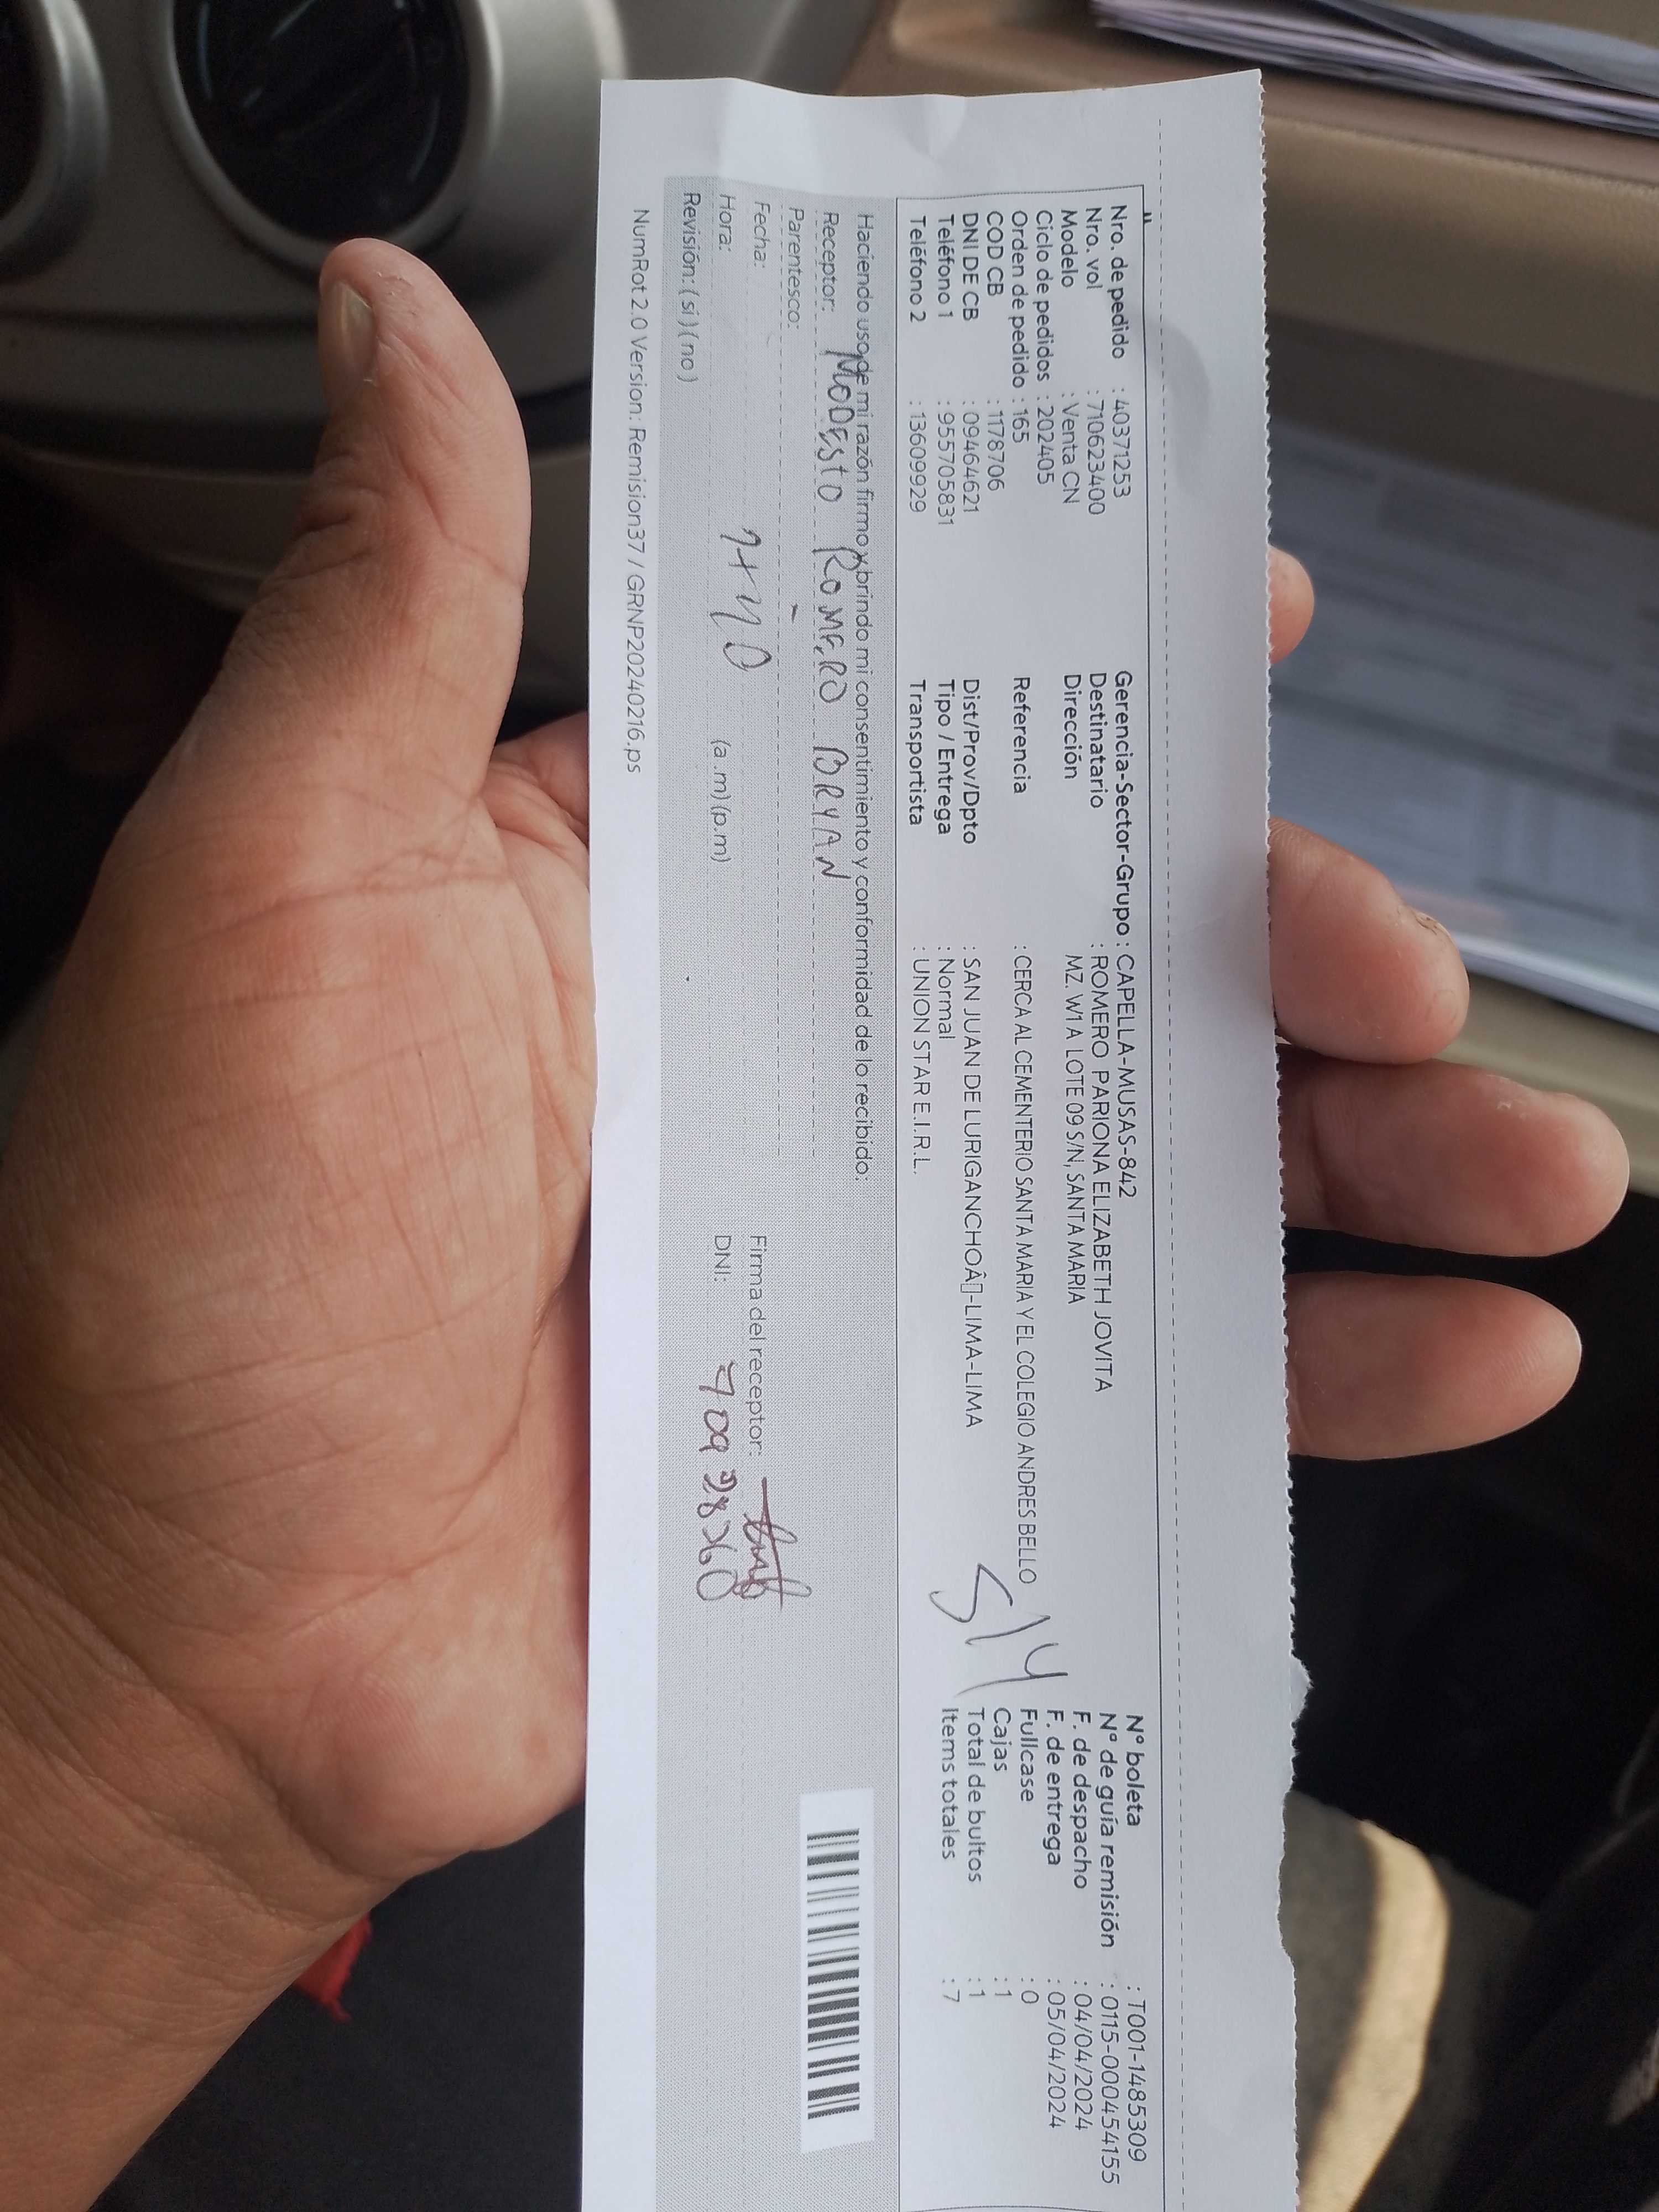 Nro. de pedido : 40371253
Nro. vol : 710623400
Modelo : Venta CN
Ciclo de pedidos : 202405
Orden de pedido : 165
COD CB : 1178706
DNI DE CB : 09464621
Teléfono 1 : 955705831
Teléfono 2 : 13609929
Gerencia-Sector-Grupo : CAPELLA-MUSAS-842
Destinatario : ROMERO PARIONA ELIZABETH JOVITA
Dirección MZ. W1 A LOTE 09 S/N, SANTA MARIA
Referencia : CERCA AL CEMENTERIO SANTA MARIA Y EL COLEGIO ANDRES BELLO
Dist/Prov/Dpto : SAN JUAN DE LURIGANCHOÂ▯-LIMA-LIMA
Tipo / Entrega : Normal
Transportista : UNION STAR E.I.R.L.
5/4
N° boleta : T001-1485309
N° de guía remisión : 0115-000454155
F. de despacho : 04/04/2024
F. de entrega : 05/04/2024
Fullcase : 0
Cajas : 1
Total de bultos : 1
Items totales : 7
Haciendo uso de mi razón firmo y brindo mi consentimiento y conformidad de lo recibido:
Receptor: MODESTO ROMERO BRYAN
Parentesco: -
Fecha:
Hora: (a .m) (p.m)
Revisión: ( si ) ( no )
Firma del receptor:
DNI:
NumRot 2.0 Version: Remision37 / GRNP20240216.ps